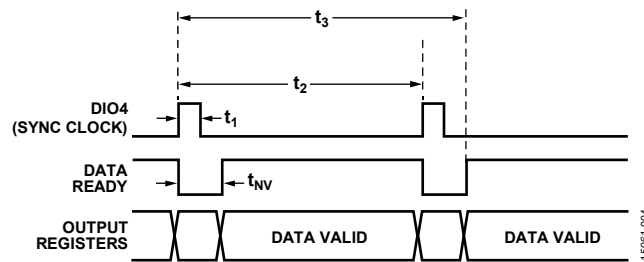 t3
t2
DIO4
(SYNC CLOCK)
t1
DATA
READY
tNV
OUTPUT
REGISTERS
DATA VALID
DATA VALID